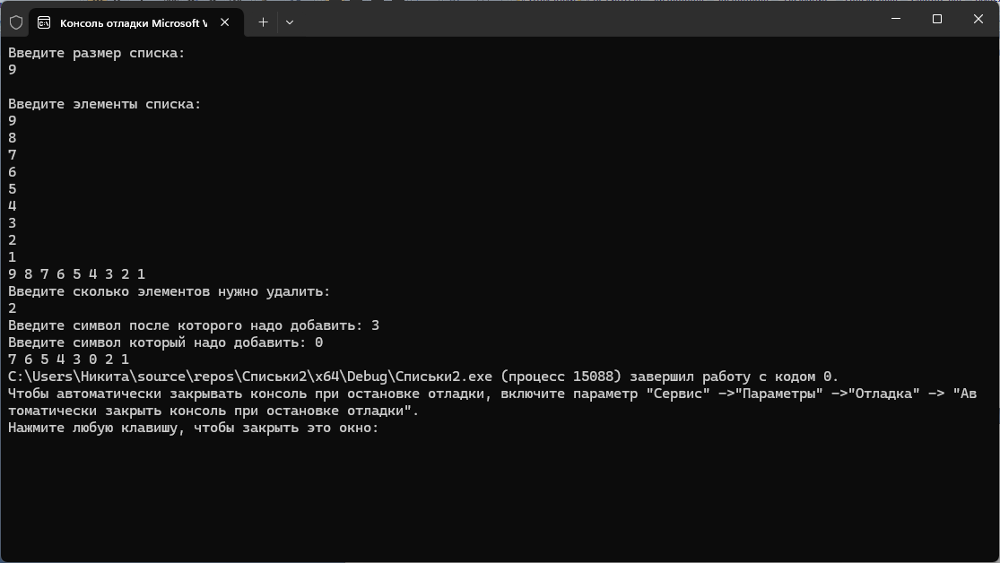 Консоль отладки Microsoft V
Введите размер списка:
9
Введите элементы списка:
9
8
7
6
5
4
3
2
1
9 8 7 6 5 4 3 2 1
Введите сколько элементов нужно удалить:
2
Введите символ после которого надо добавить: 3
Введите символ который надо добавить: 0
7 6 5 4 3 0 2 1
C:\Users\Никита\source\repos\Списьки2\x64\Debug\Списьки2.exe (процесс 15088) завершил работу с кодом 0.
Чтобы автоматически закрывать консоль при остановке отладки, включите параметр "Сервис" ->"Параметры" ->"Отладка" -> "Ав
томатически закрыть консоль при остановке отладки".
Нажмите любую клавишу, чтобы закрыть это окно: